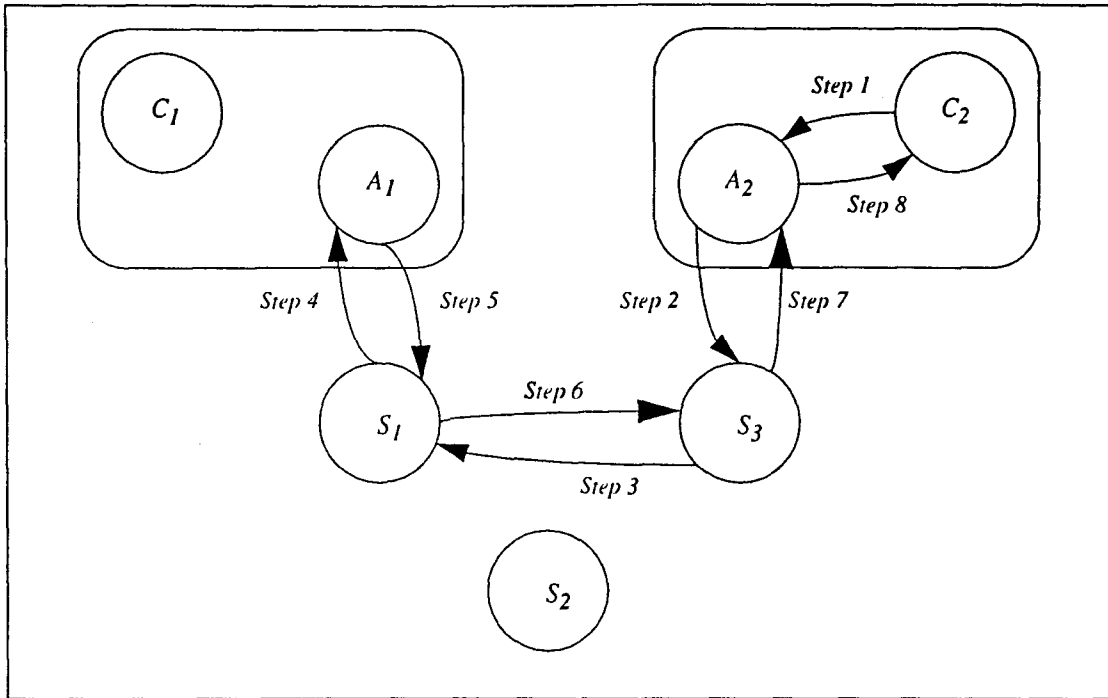 C1
Step 1
C2
A1
A2
Step 8
Step 4
Step 5
Step 2
Step 7
Step 6
S1
S3
Step 3
S2